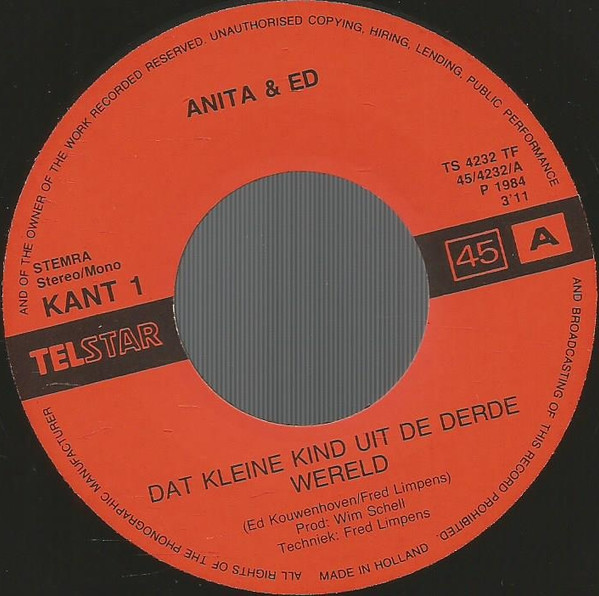 ALL RIGHTS OF THE PHONOGRAPHIC MANUFACTURER AND OF THE OWNER OF THE WORK RECORDED RESERVED. UNAUTHORISED COPYING, HIRING, LENDING, PUBLIC PERFORMANCE AND BROADCASTING OF THIS RECORD PROHIBITED.
ANITA & ED
TS 4232 TF
45/4232/A
P 1984
3'11
STEMRA
Stereo/Mono
KANT 1
45 A
TELSTAR
DAT KLEINE KIND UIT DE DERDE
WERELD
(Ed Kouwenhoven/Fred Limpens)
Prod: Wim Schell
Techniek: Fred Limpens
MADE IN HOLLAND